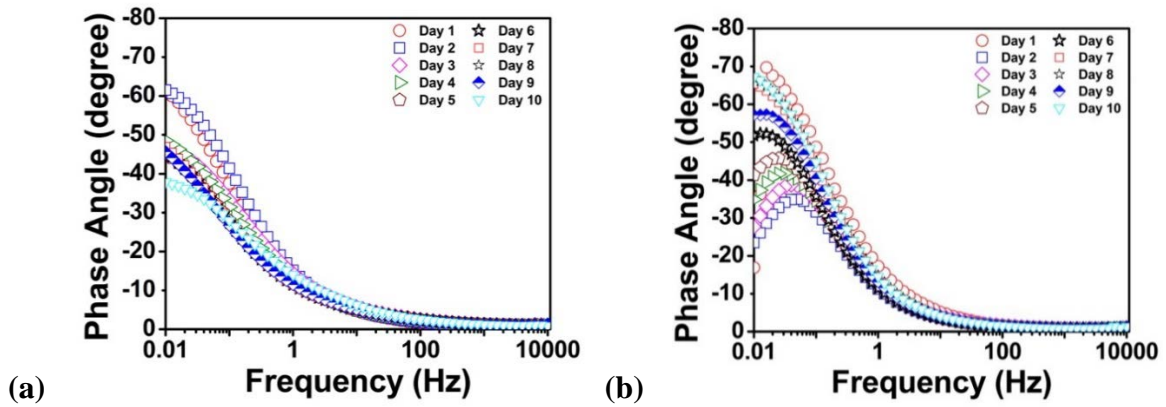 -80
-70
-60
-50
-40
-30
-20
-10
0
Phase Angle (degree)
Day 1 Day 6
Day 2 Day 7
Day 3 Day 8
Day 4 Day 9
Day 5 Day 10
0.01 1 100 10000
Frequency (Hz)
(a)
-80
-70
-60
-50
-40
-30
-20
-10
0
Phase Angle (degree)
Day 1 Day 6
Day 2 Day 7
Day 3 Day 8
Day 4 Day 9
Day 5 Day 10
0.01 1 100 10000
Frequency (Hz)
(b)